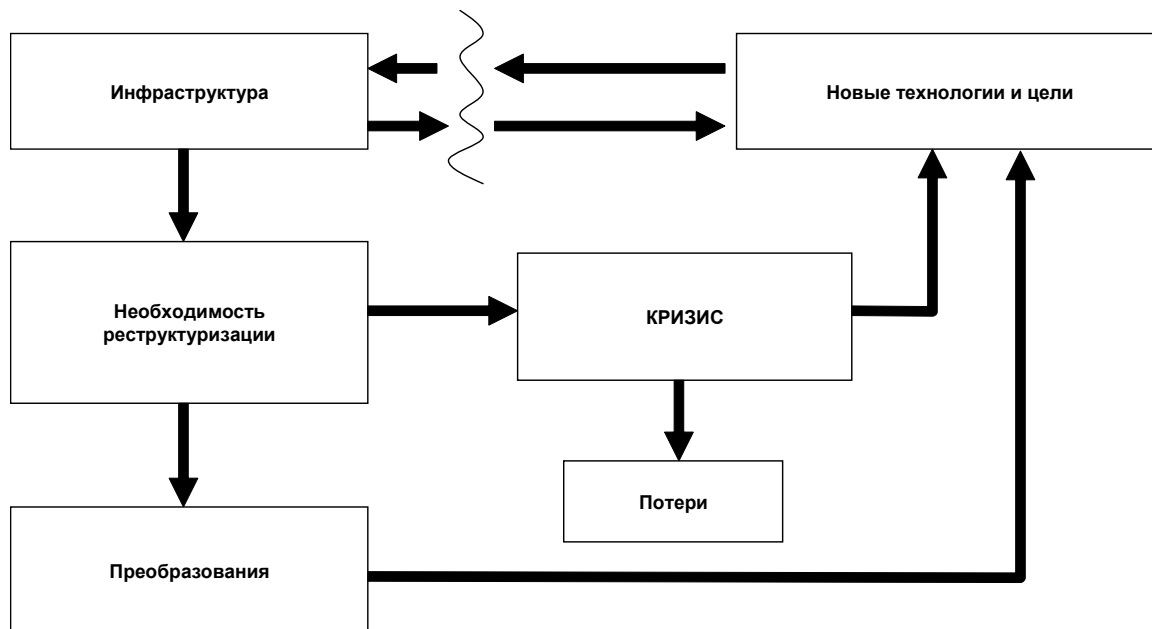 Инфраструктура
Новые технологии и цели
Необходимость
реструктуризации
КРИЗИС
Потери
Преобразования